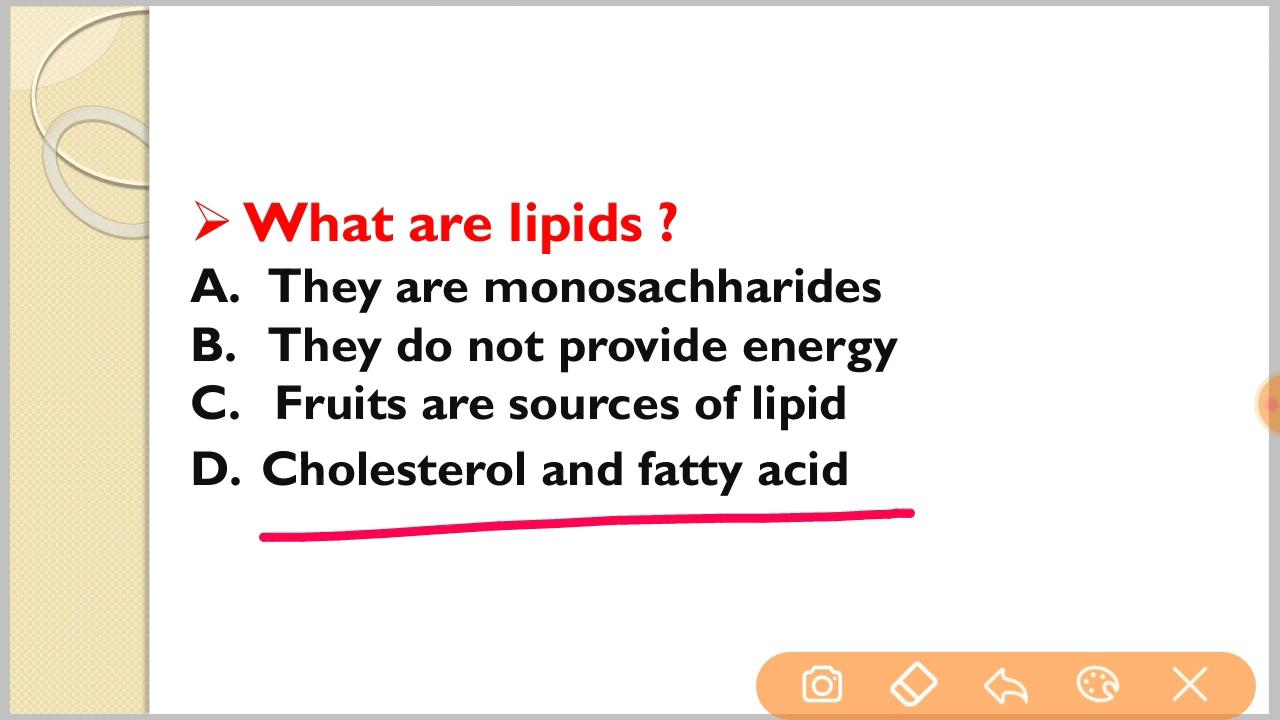 What are lipids ?
A. They are monosachharides
B. They do not provide energy
C. Fruits are sources of lipid
D. Cholesterol and fatty acid